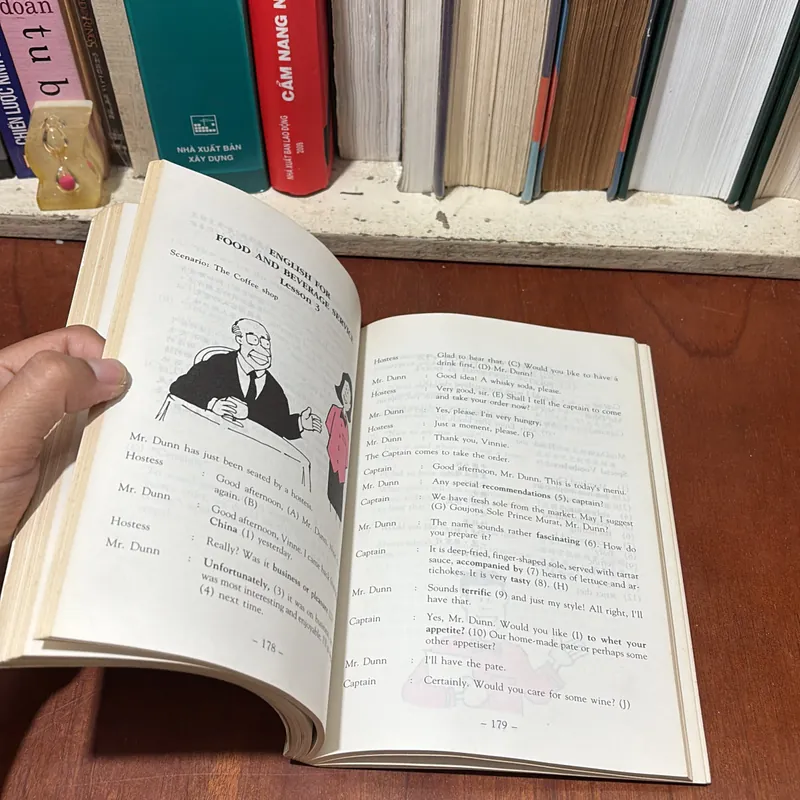 doan
tu b
CHIẾN LƯỢC KINH
NHÀ XUẤT BẢN
XÂY DỰNG
CẨM NANG N
NHÀ XUẤT BẢN LAO ĐỘNG
2009
ENGLISH FOR
FOOD AND BEVERAGE SERVICE
Lesson 3
Scenario: The Coffee shop
Mr. Dunn has just been seated by a hostess
Hostess : Good afternoon, (A) Mr. Dunn.
again. (B)
Mr. Dunn : Good afternoon, Vinnie. I came back
China (1) yesterday.
Hostess : Really? Was it business or pleasure
Mr. Dunn : Unfortunately, (3) it was on
was most interesting and enjoyable.
(4) next time.
– 178 –
Hostess : Glad to hear that. (C) Would you like to have a
drink first, (D) Mr. Dunn?
Mr. Dunn : Good idea! A whisky soda, please.
Hostess : Very good, sir. (E) Shall I tell the captain to come
and take your order now?
Mr. Dunn : Yes, please. I'm very hungry.
Hostess : Just a moment, please. (F)
Mr. Dunn : Thank you, Vinnie.
The Captain comes to take the order.
Captain : Good afternoon, Mr. Dunn. This is today's menu.
Mr. Dunn : Any special recommendations (5), captain?
Captain : We have fresh sole from the market. May I suggest
(G) Goujons Sole Prince Murat, Mr. Dunn?
Mr. Dunn : The name sounds rather fascinating (6). How do
you prepare it?
Captain : It is deep-fried, finger-shaped sole, served with tartar
sauce, accompanied by (7) hearts of lettuce and ar-
tichokes. It is very tasty (8). (H)
Mr. Dunn : Sounds terrific (9) and just my style! All right, I'll
have that.
Captain : Yes, Mr. Dunn. Would you like (I) to whet your
appetite? (10) Our home-made pate or perhaps some
other appetiser?
Mr. Dunn : I'll have the pate.
Captain : Certainly. Would you care for some wine? (J)
– 179 –